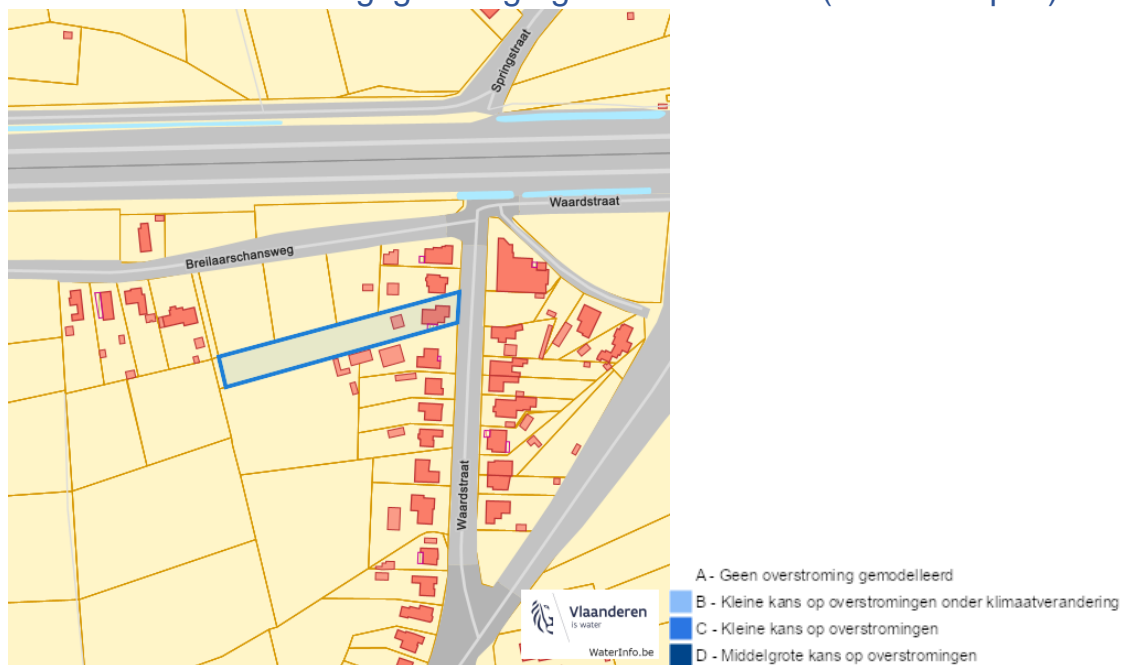 Springstraat
Waardstraat
Breilaarschansweg
Waardstraat
Vlaanderen
is water
WaterInfo.be
A - Geen overstroming gemodelleerd
B - Kleine kans op overstromingen onder klimaatverandering
C - Kleine kans op overstromingen
D - Middelgrote kans op overstromingen